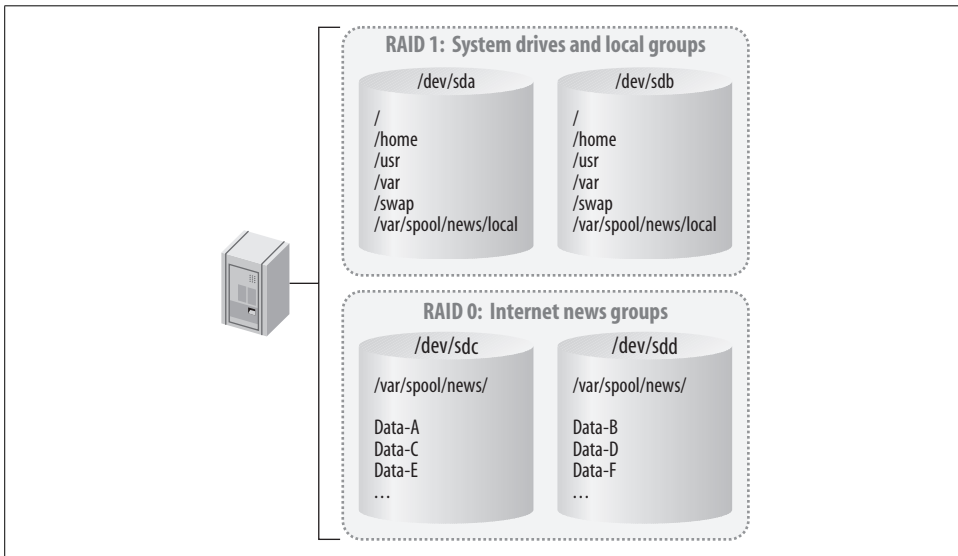 RAID 1: System drives and local groups
/dev/sda
/
/home
/usr
/var
/swap
/var/spool/news/local
/dev/sdb
/
/home
/usr
/var
/swap
/var/spool/news/local
RAID 0: Internet news groups
/dev/sdc
/var/spool/news/
Data-A
Data-C
Data-E
...
/dev/sdd
/var/spool/news/
Data-B
Data-D
Data-F
...